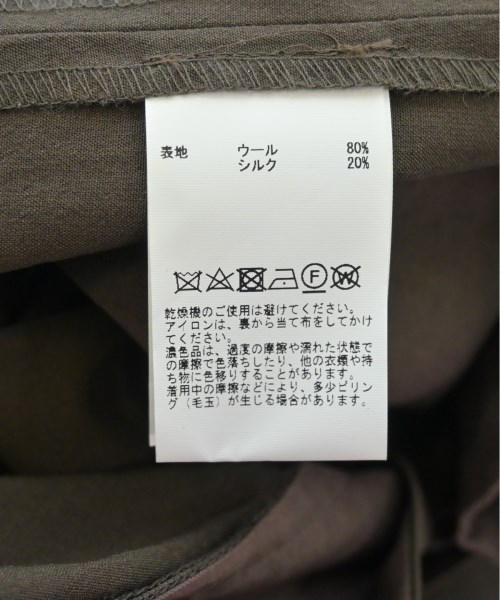 表地 ウール 80%
シルク 20%
F W
乾燥機のご使用は避けてください。
アイロンは、裏から当て布をしてかけ
てください。
濃色品は、過度の摩擦や濡れた状態で
の摩擦で色落ちしたり、他の衣類や持
ち物に色移りすることがあります。
着用中の摩擦などにより、多少ピリン
グ（毛玉）が生じる場合があります。